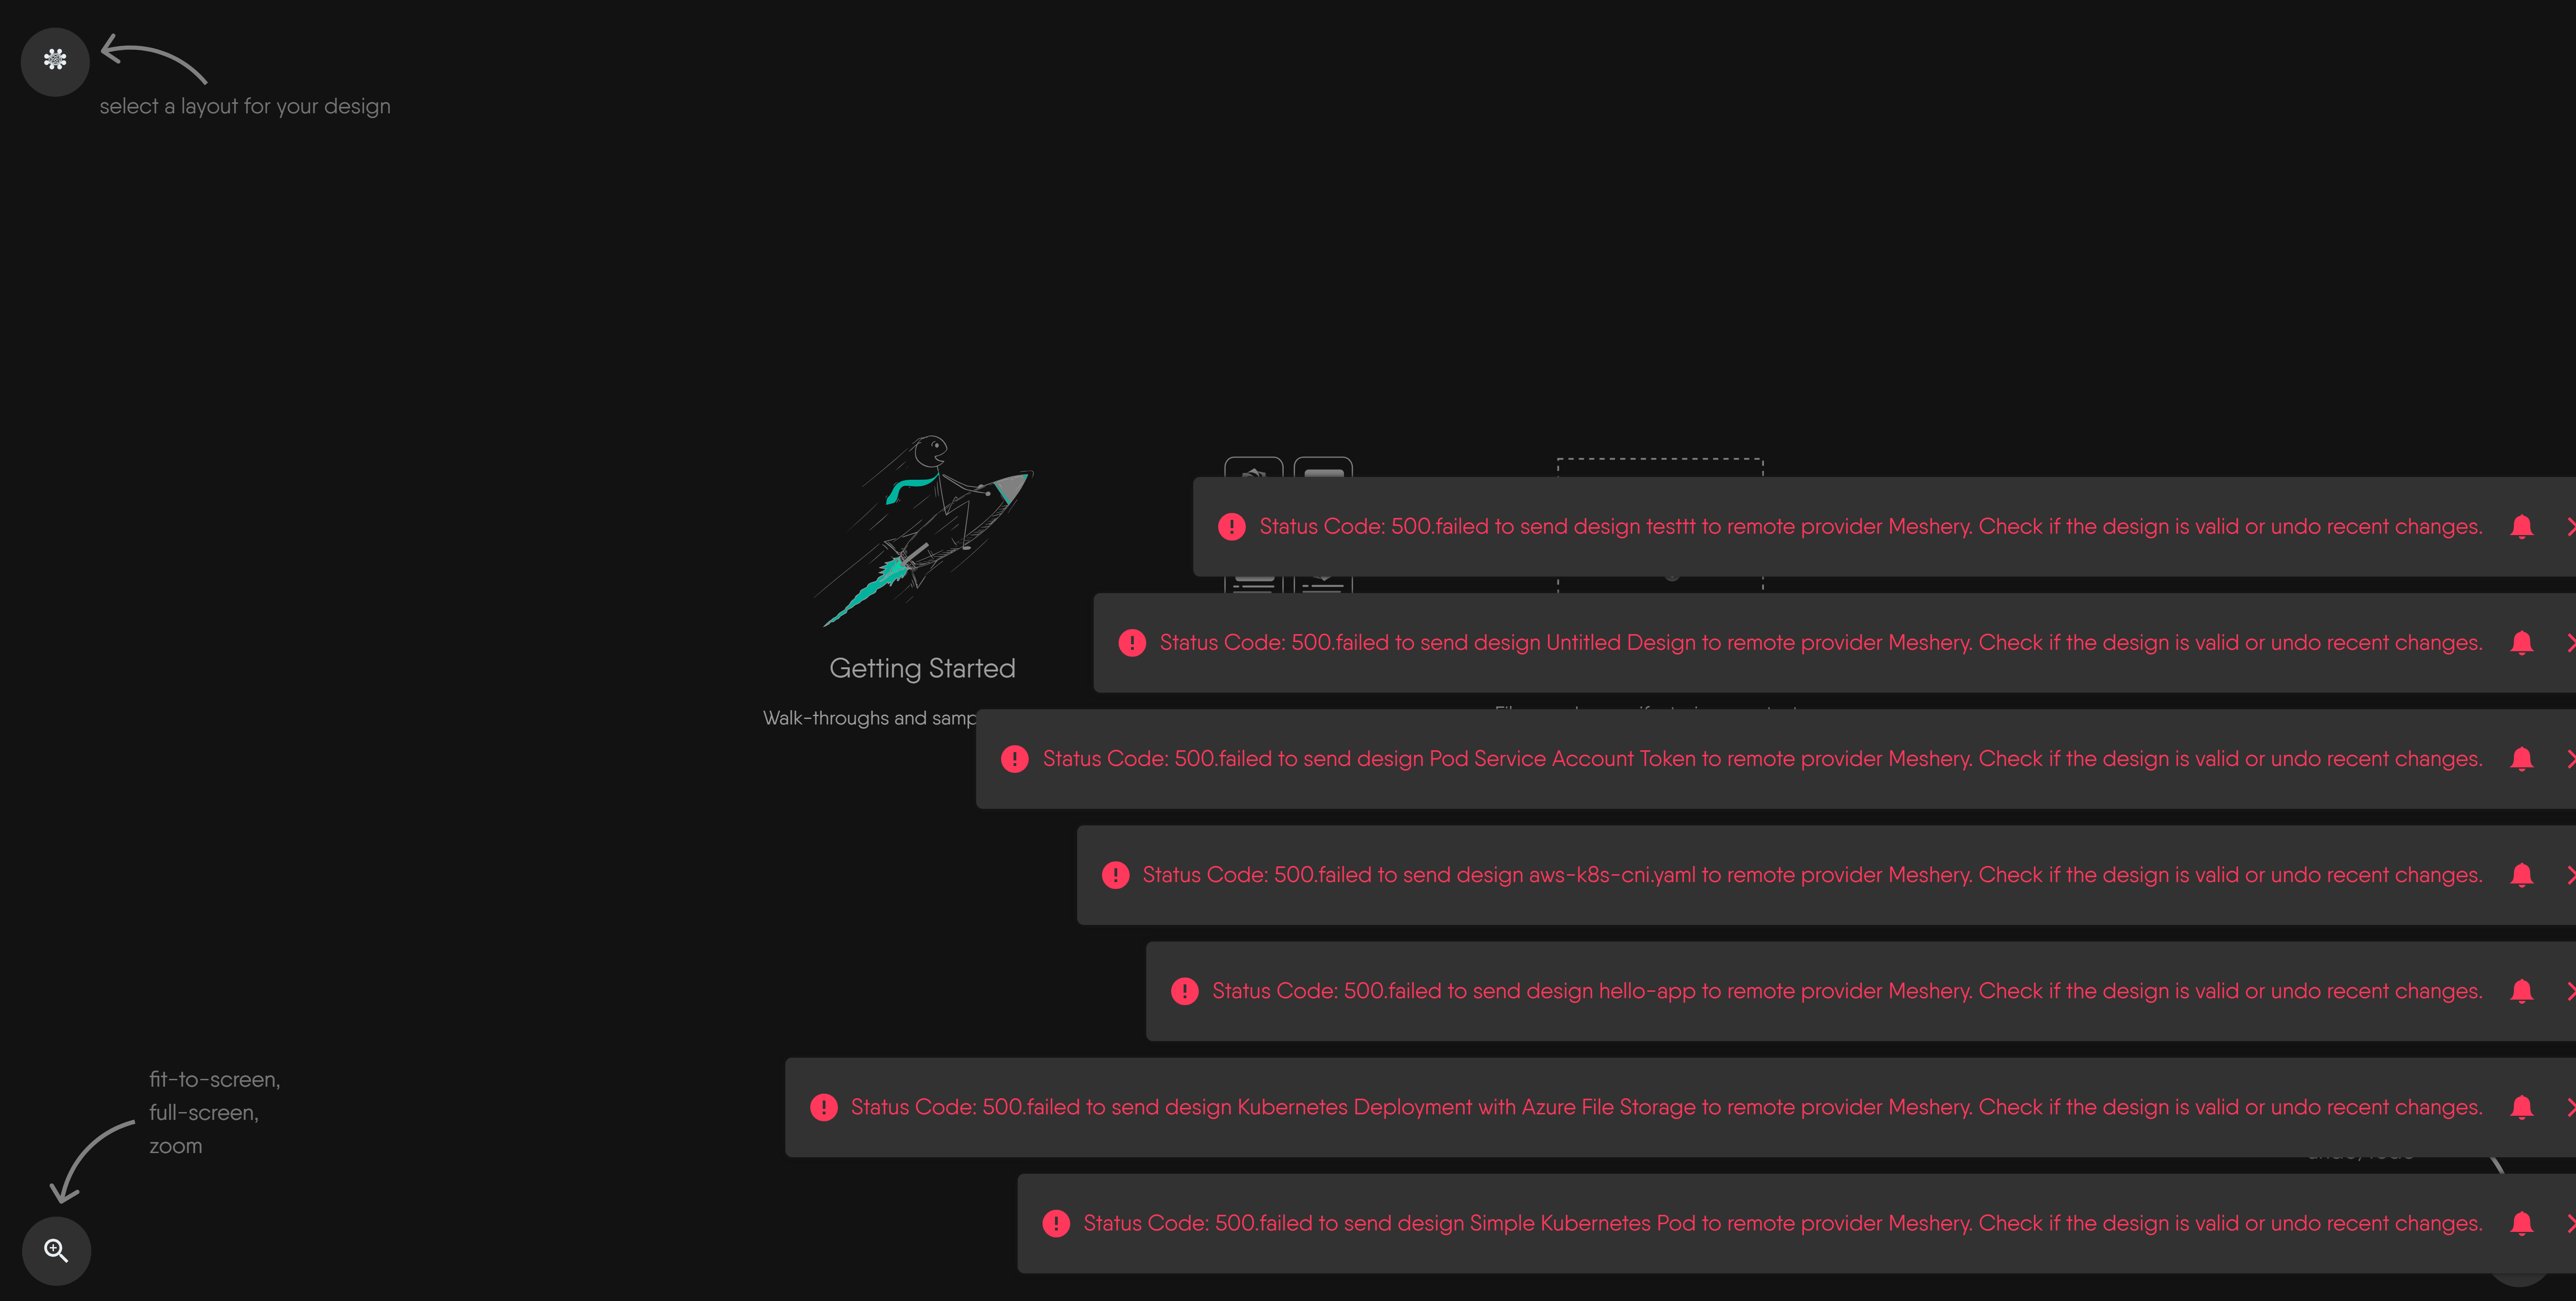 select a layout for your design
Status Code: 500.failed to send design testtt to remote provider Meshery. Check if the design is valid or undo recent changes.
Status Code: 500.failed to send design Untitled Design to remote provider Meshery. Check if the design is valid or undo recent changes.
Getting Started
Walk-throughs and samp
Status Code: 500.failed to send design Pod Service Account Token to remote provider Meshery. Check if the design is valid or undo recent changes.
Status Code: 500.failed to send design aws-k8s-cni.yaml to remote provider Meshery. Check if the design is valid or undo recent changes.
Status Code: 500.failed to send design hello-app to remote provider Meshery. Check if the design is valid or undo recent changes.
fit-to-screen,
full-screen,
zoom
Status Code: 500.failed to send design Kubernetes Deployment with Azure File Storage to remote provider Meshery. Check if the design is valid or undo recent changes.
Status Code: 500.failed to send design Simple Kubernetes Pod to remote provider Meshery. Check if the design is valid or undo recent changes.